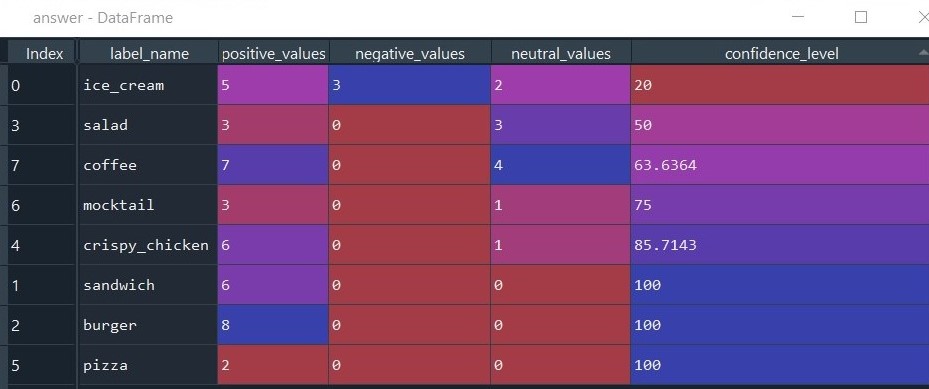 answer - DataFrame
Index label_name positive_values negative_values neutral_values confidence_level
0 ice_cream 5 3 2 20
3 salad 3 0 3 50
7 coffee 7 0 4 63.6364
6 mocktail 3 0 1 75
4 crispy_chicken 6 0 1 85.7143
1 sandwich 6 0 0 100
2 burger 8 0 0 100
5 pizza 2 0 0 100